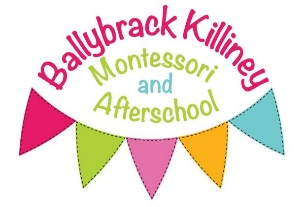 Ballybrack Killiney
Montessori
and
Afterschool